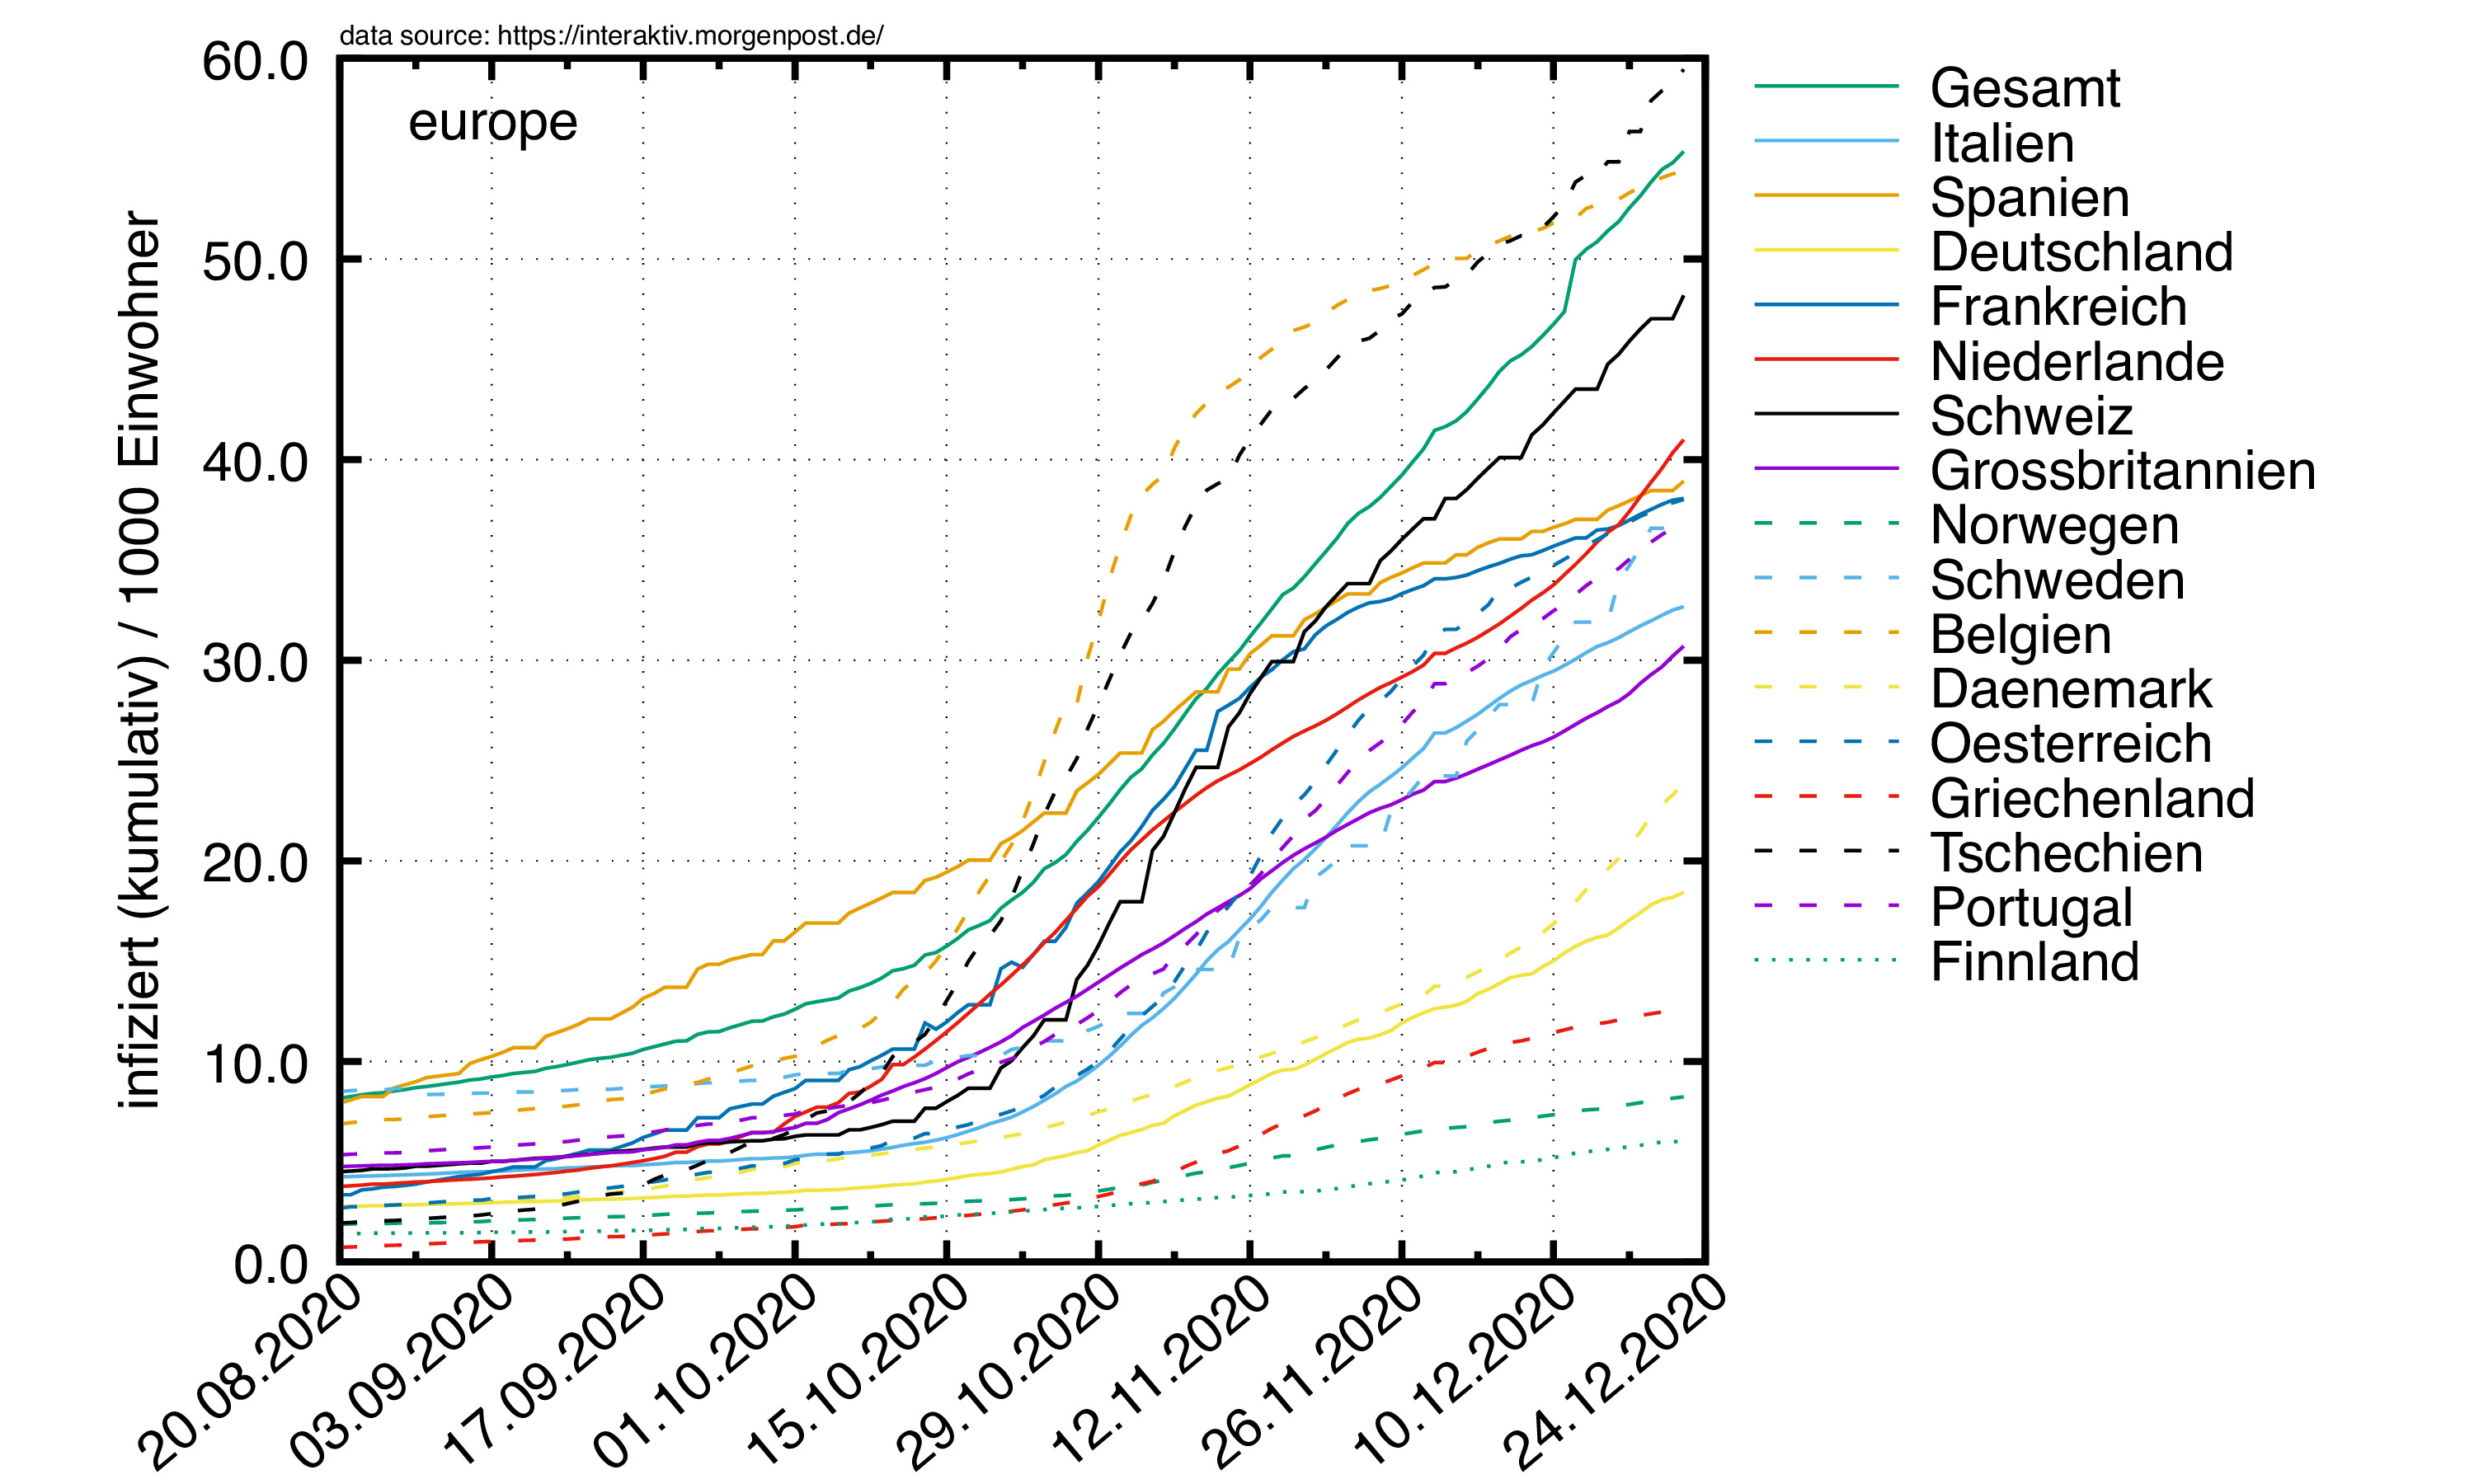 data source: https://interaktiv.morgenpost.de/
europe
infiziert (kumulativ) / 1000 Einwohner
60.0
50.0
40.0
30.0
20.0
10.0
0.0
20.08.2020
03.09.2020
17.09.2020
01.10.2020
15.10.2020
29.10.2020
12.11.2020
26.11.2020
10.12.2020
24.12.2020
Gesamt
Italien
Spanien
Deutschland
Frankreich
Niederlande
Schweiz
Grossbritannien
Norwegen
Schweden
Belgien
Daenemark
Oesterreich
Griechenland
Tschechien
Portugal
Finnland